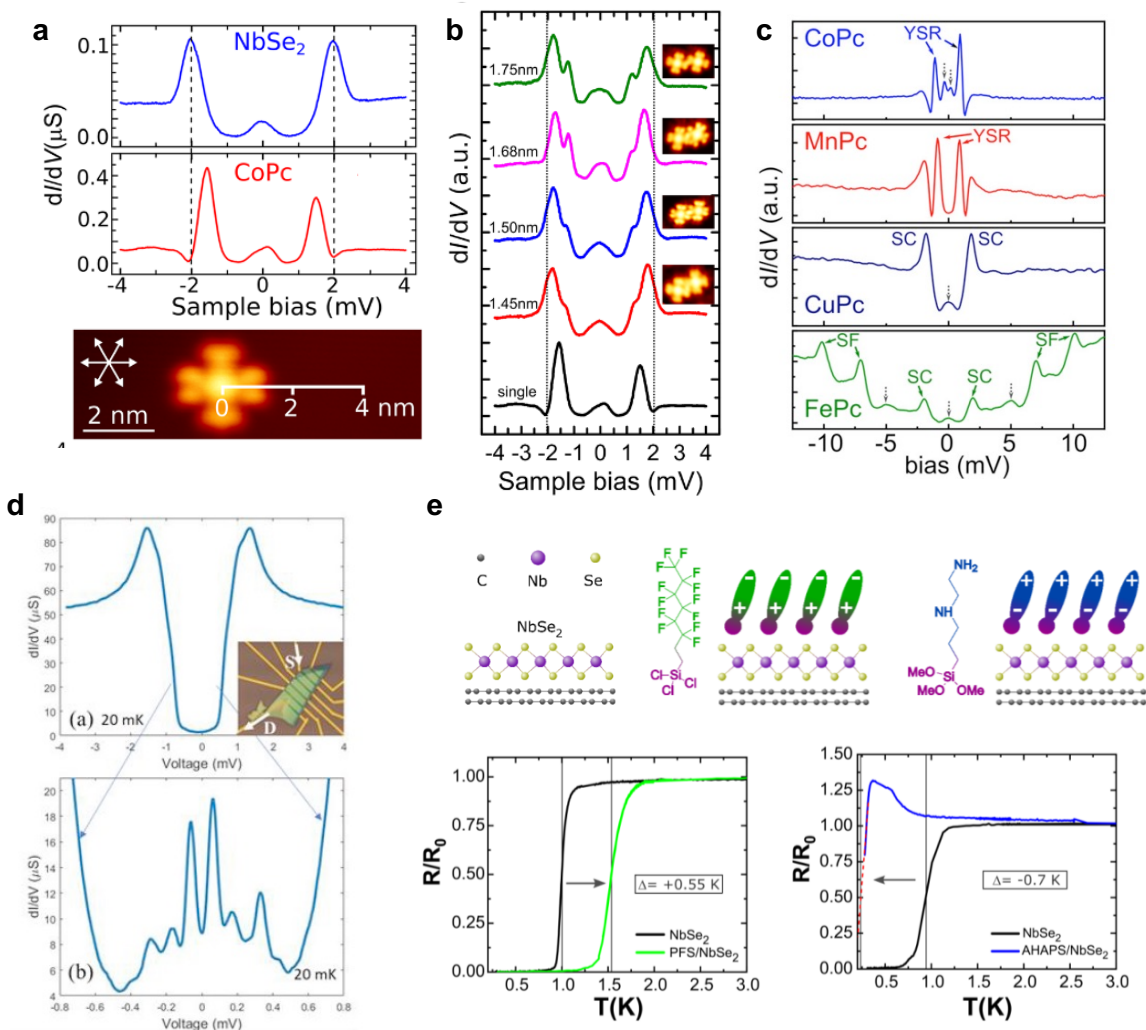 a
NbSe2
0.1
0.0
CoPc
0.4
0.2
0.0
dI/dV(μS)
-4 -2 0 2 4
Sample bias (mV)
2 nm
0 2 4 nm
b
1.75nm
1.68nm
1.50nm
1.45nm
single
dI/dV (a.u.)
-4 -3 -2 -1 0 1 2 3 4
Sample bias (mV)
c
CoPc
YSR
MnPc
YSR
SC SC
CuPc
SF SF
SC SC
FePc
dI/dV (a.u.)
-10 -5 0 5 10
bias (mV)
d
90
80
70
60
50
40
30
20
10
0
dI/dV (μS)
S
D
(a) 20 mK
-4 -3 -2 -1 0 1 2 3 4
Voltage (mV)
20
18
16
14
12
10
8
6
4
dI/dV (μS)
(b)
20 mK
-0.8 -0.6 -0.4 -0.2 0 0.2 0.4 0.6 0.8
Voltage (mV)
e
C Nb Se
NbSe2
F F F F F F F F F F F F F
Cl Si Cl
Cl
- - - -
+ + + +
NH2
NH
MeO Si
MeO OMe
+ + + +
- - - -
1.00
0.75
0.50
0.25
0.00
R/R0
Δ= +0.55 K
NbSe2
PFS/NbSe2
0.5 1.0 1.5 2.0 2.5 3.0
T(K)
1.50
1.25
1.00
0.75
0.50
0.25
0.00
R/R0
Δ= -0.7 K
NbSe2
AHAPS/NbSe2
0.5 1.0 1.5 2.0 2.5 3.0
T(K)